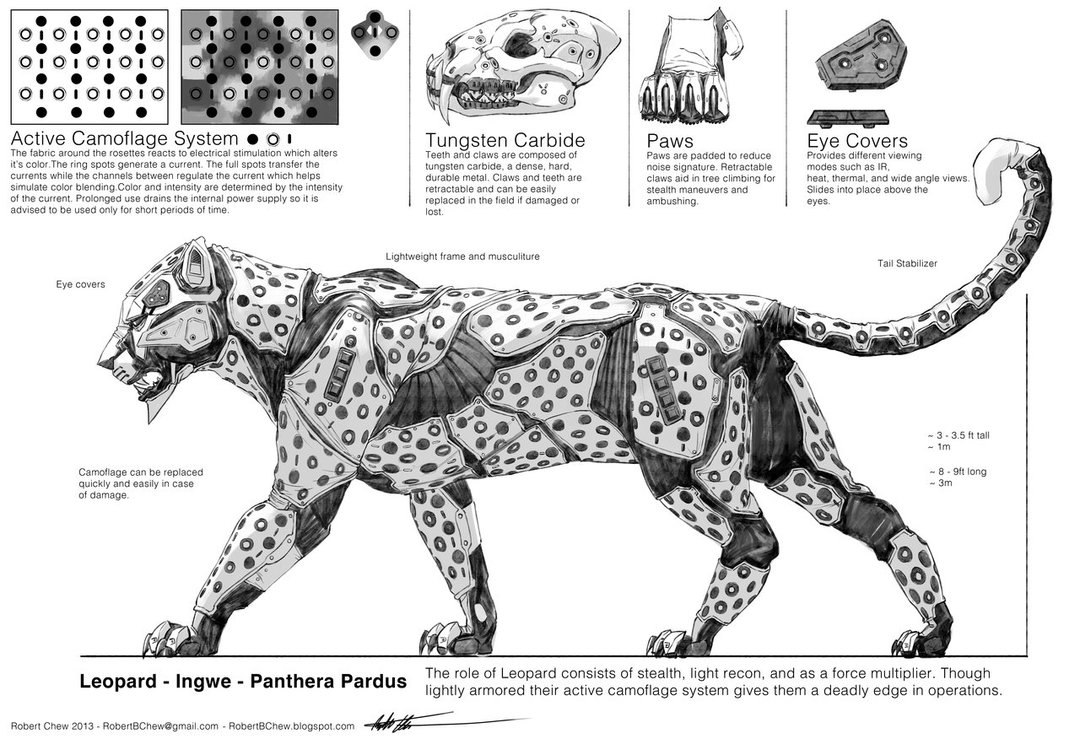 Active Camoflage System
The fabric around the rosettes reacts to electrical stimulation which alters
it's color.The ring spots generate a current. The full spots transfer the
currents while the channels between regulate the current which helps
simulate color blending.Color and intensity are determined by the intensity
of the current. Prolonged use drains the internal power supply so it is
advised to be used only for short periods of time.
Tungsten Carbide
Teeth and claws are composed of
tungsten carbide, a dense, hard,
durable metal. Claws and teeth are
retractable and can be easily
replaced in the field if damaged or
lost.
Paws
Paws are padded to reduce
noise signature. Retractable
claws aid in tree climbing for
stealth maneuvers and
ambushing.
Eye Covers
Provides different viewing
modes such as IR,
heat, thermal, and wide angle views.
Slides into place above the
eyes.
Eye covers
Lightweight frame and musculiture
Tail Stabilizer
~ 3 - 3.5 ft tall
~ 1m
~ 8 - 9ft long
~ 3m
Camoflage can be replaced
quickly and easily in case
of damage.
Leopard - Ingwe - Panthera Pardus
The role of Leopard consists of stealth, light recon, and as a force multiplier. Though
lightly armored their active camoflage system gives them a deadly edge in operations.
Robert Chew 2013 - RobertBChew@gmail.com - RobertBChew.blogspot.com